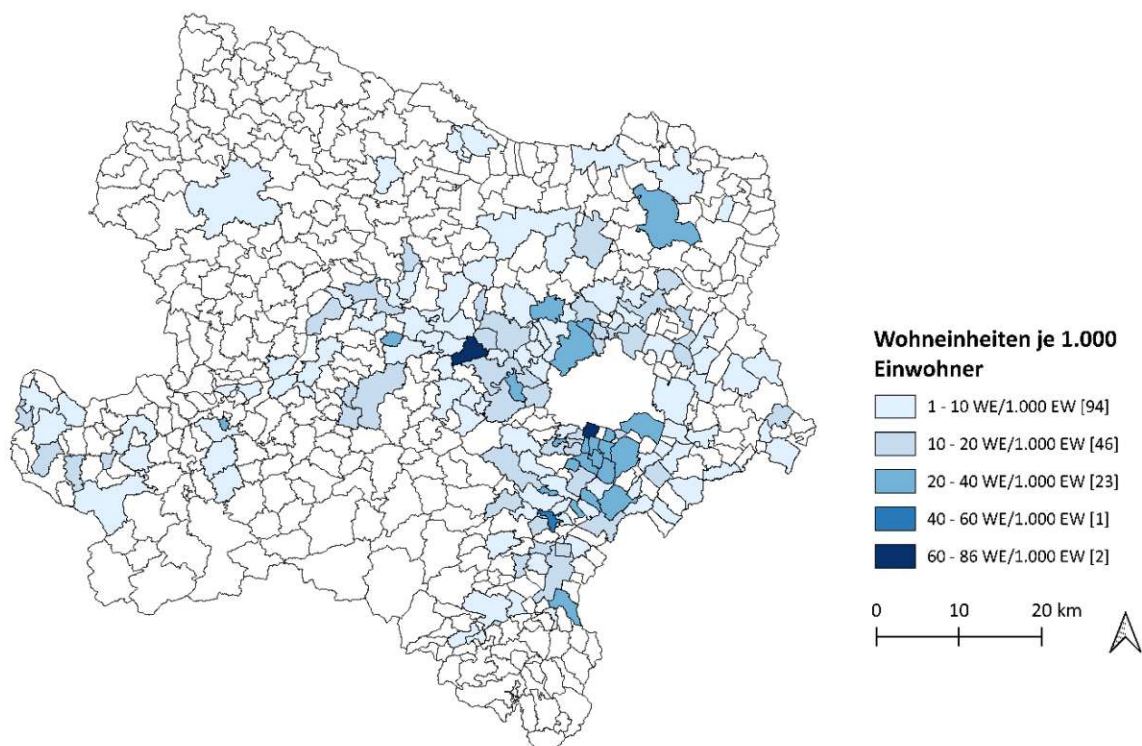 Wohneinheiten je 1.000
Einwohner
1 - 10 WE/1.000 EW [94]
10 - 20 WE/1.000 EW [46]
20 - 40 WE/1.000 EW [23]
40 - 60 WE/1.000 EW [1]
60 - 86 WE/1.000 EW [2]
0 10 20 km